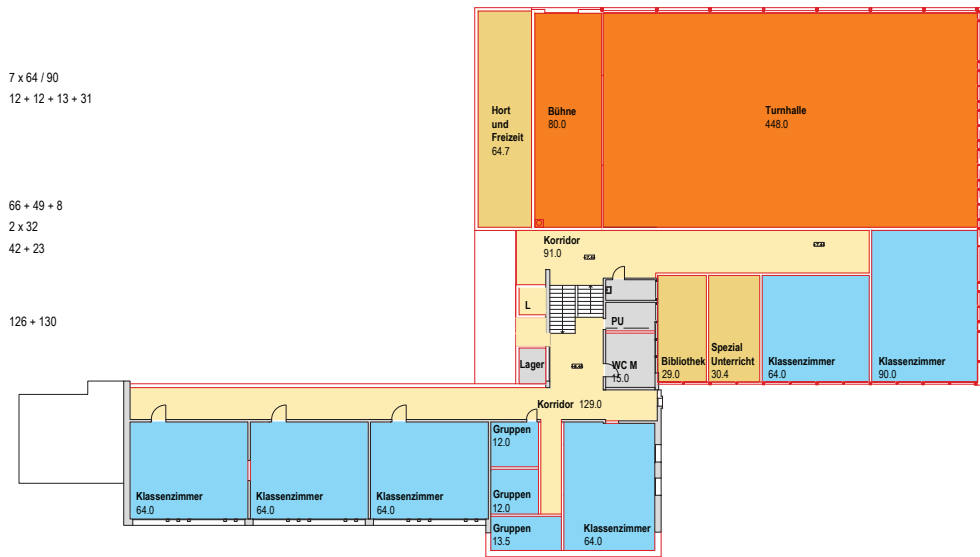 7 x 64 / 90
12 + 12 + 13 + 31
66 + 49 + 8
2 x 32
42 + 23
126 + 130
Hort
und
Freizeit
64.7
Bühne
80.0
Turnhalle
448.0
Korridor
91.0
L
PU
Lager
WC M
15.0
Bibliothek
29.0
Spezial
Unterricht
30.4
Klassenzimmer
64.0
Klassenzimmer
90.0
Korridor 129.0
Klassenzimmer
64.0
Klassenzimmer
64.0
Klassenzimmer
64.0
Gruppen
12.0
Gruppen
12.0
Gruppen
13.5
Klassenzimmer
64.0